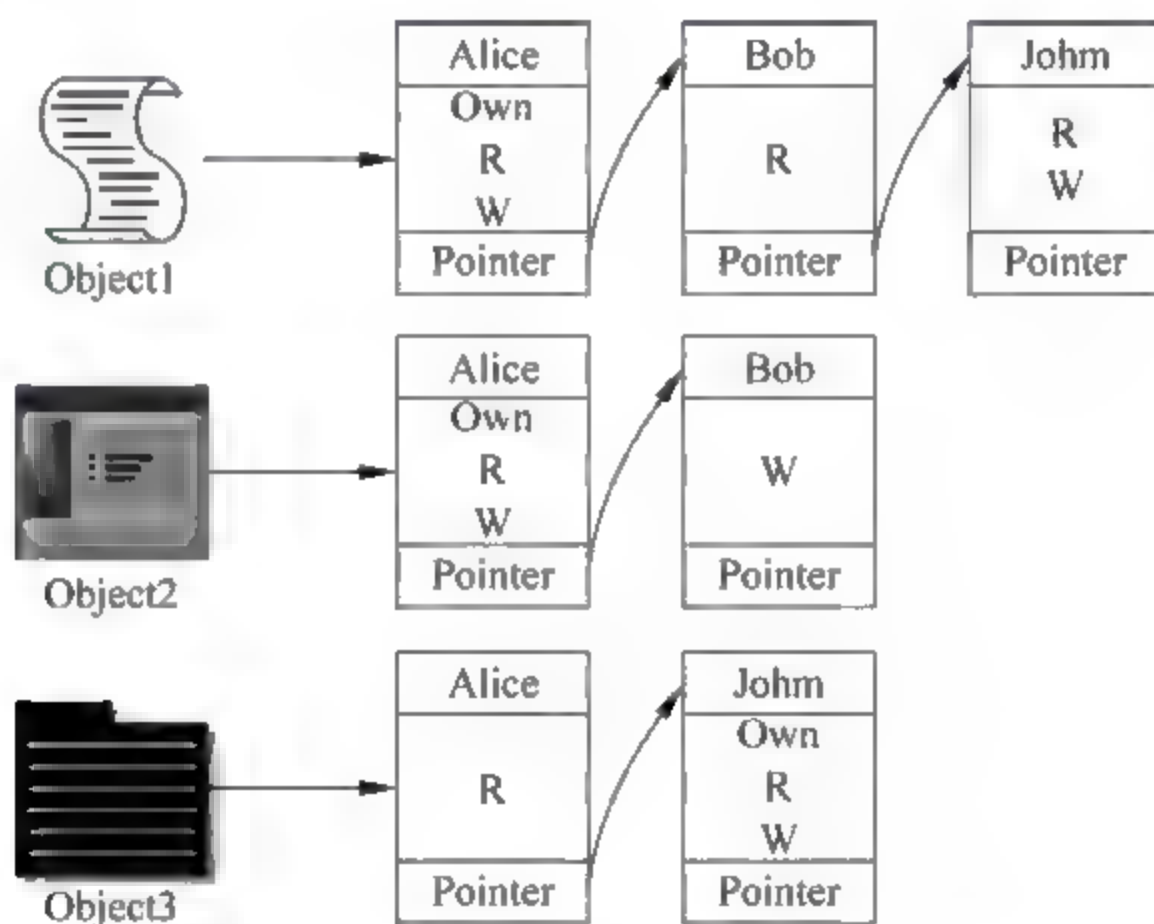 Alice
Own
R
W
Pointer
Bob
R
Pointer
Johm
R
W
Pointer
Object1
Alice
Own
R
W
Pointer
Bob
W
Pointer
Object2
Alice
R
Pointer
Johm
Own
R
W
Pointer
Object3